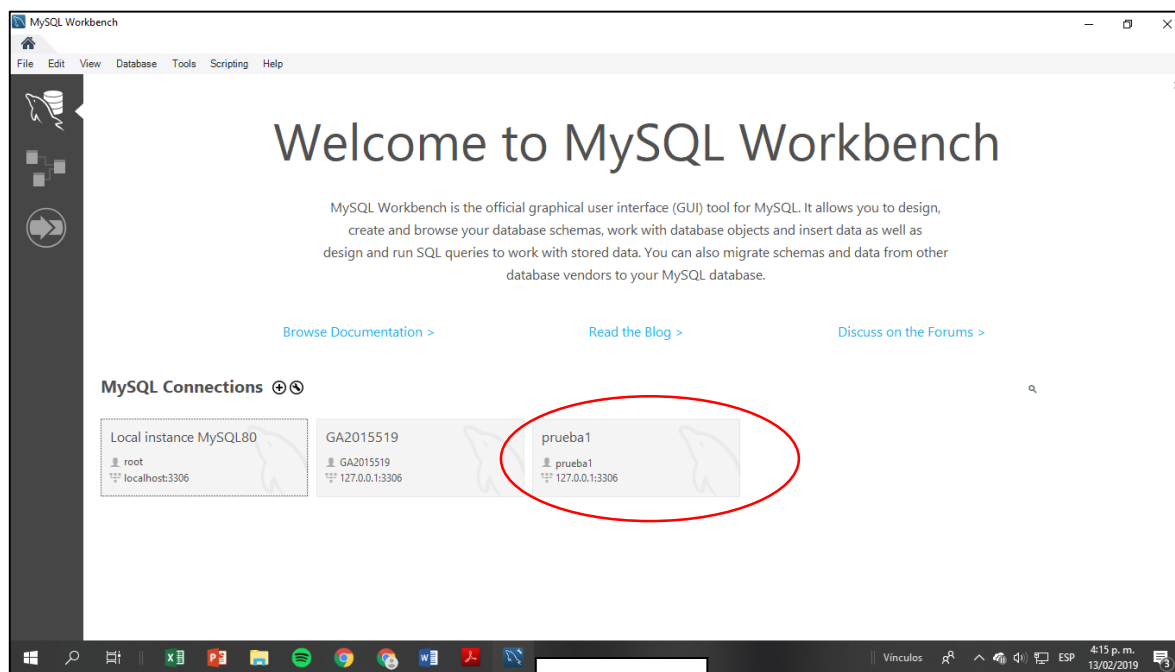 MySQL Workbench
File Edit View Database Tools Scripting Help
Welcome to MySQL Workbench
MySQL Workbench is the official graphical user interface (GUI) tool for MySQL. It allows you to design,
create and browse your database schemas, work with database objects and insert data as well as
design and run SQL queries to work with stored data. You can also migrate schemas and data from other
database vendors to your MySQL database.
Browse Documentation > Read the Blog > Discuss on the Forums >
MySQL Connections
Local instance MySQL80
root
localhost:3306
GA2015519
GA2015519
127.0.0.1:3306
prueba1
prueba1
127.0.0.1:3306
Vínculos ESP 4:15 p. m.
13/02/2019